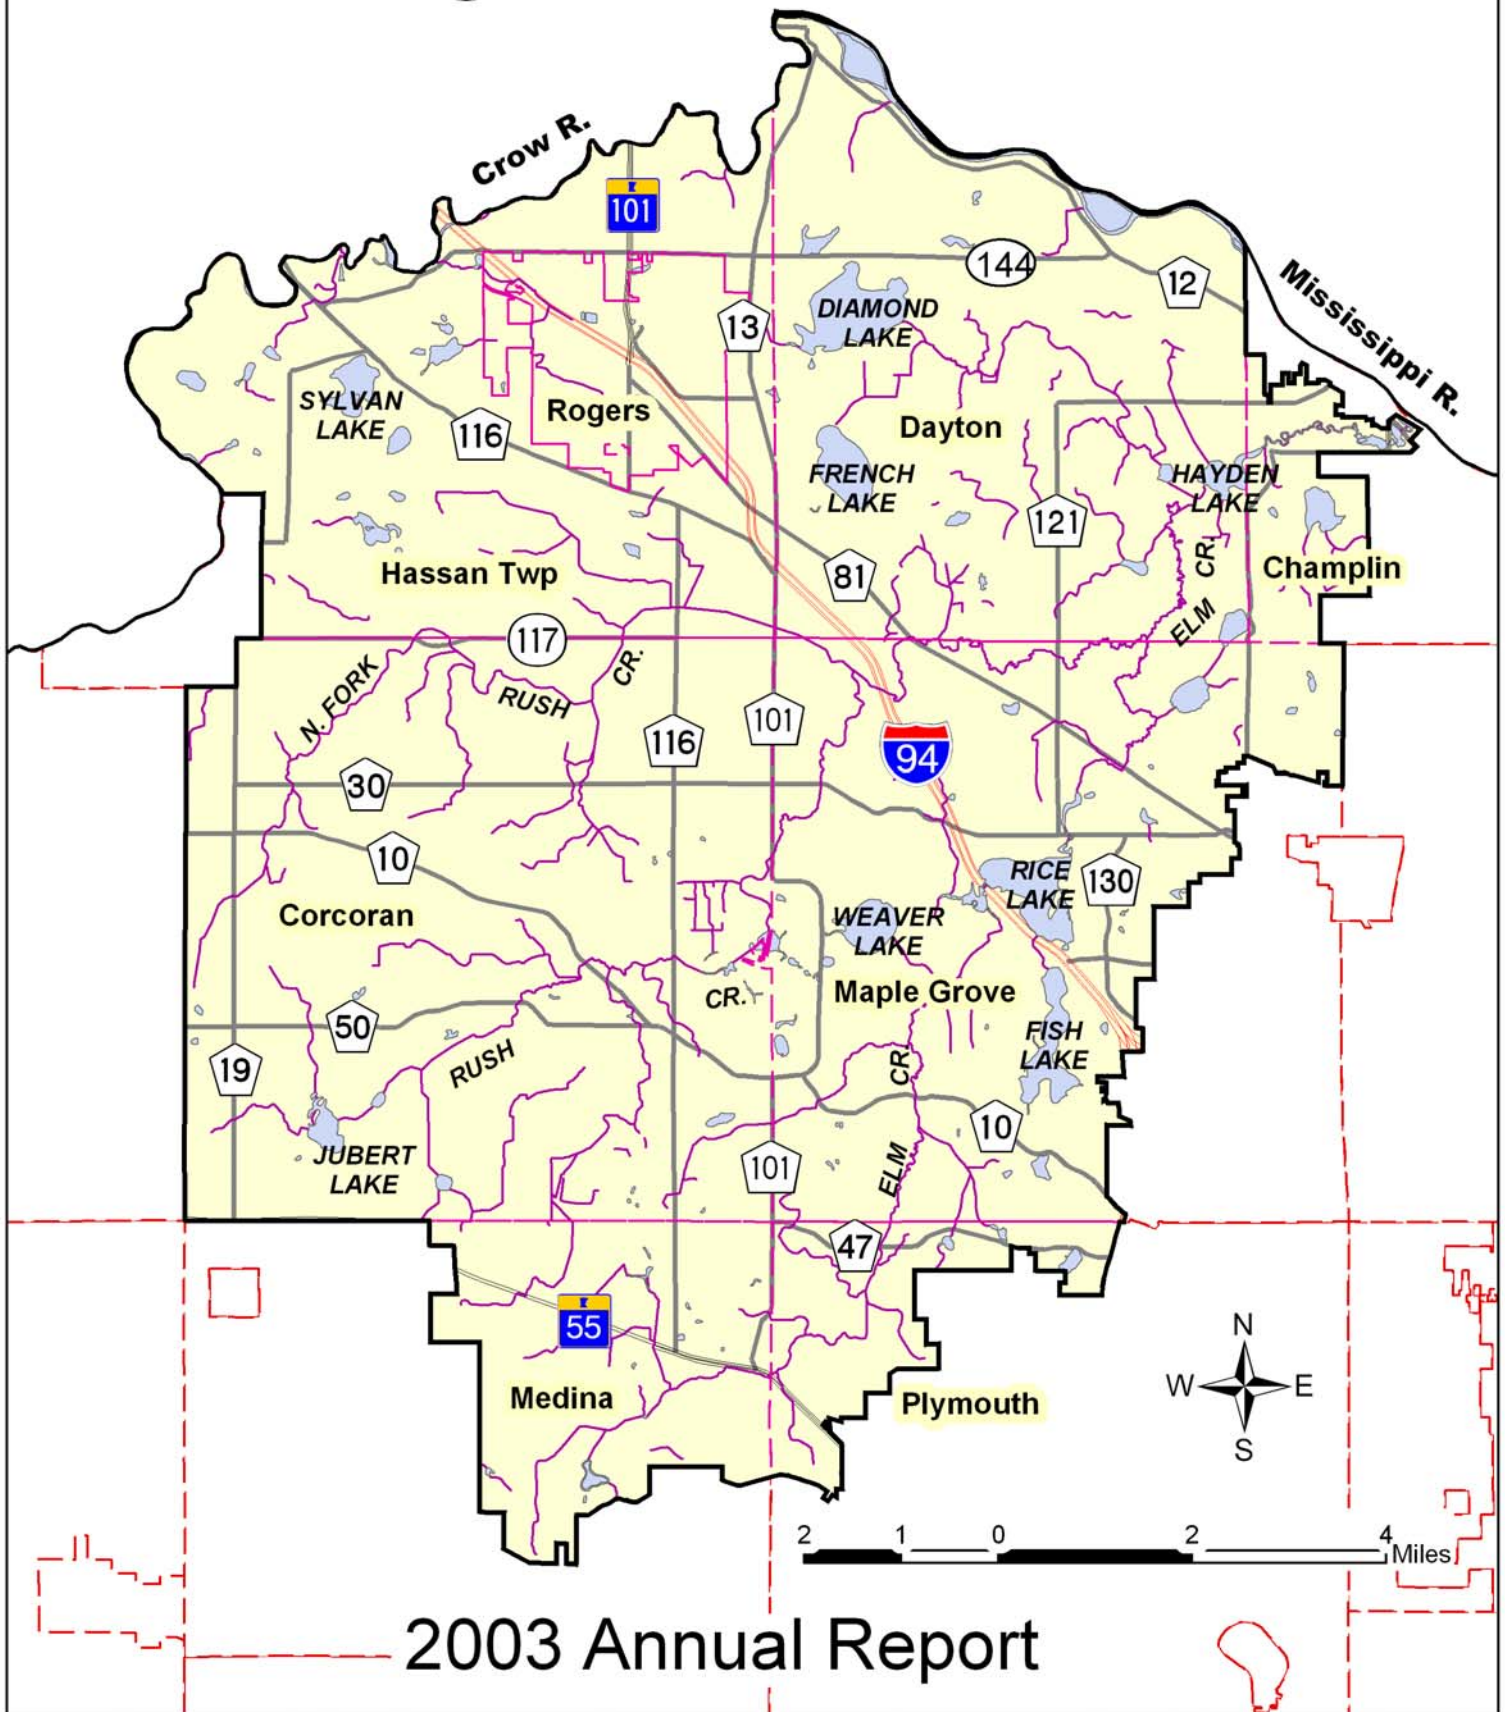 Crow R.
101
144
12
Mississippi R.
13
DIAMOND
LAKE
SYLVAN
LAKE
116
Rogers
Dayton
FRENCH
LAKE
HAYDEN
LAKE
121
CR.
Champlin
Hassan Twp
81
ELM
117
CR.
N. FORK
RUSH
116
101
94
30
10
RICE
LAKE
130
Corcoran
WEAVER
LAKE
Maple Grove
CR.
50
FISH
LAKE
19
RUSH
CR.
10
JUBERT
LAKE
101
ELM
47
55
N
W
E
S
Medina
Plymouth
2 1 0 2 4
Miles
2003 Annual Report